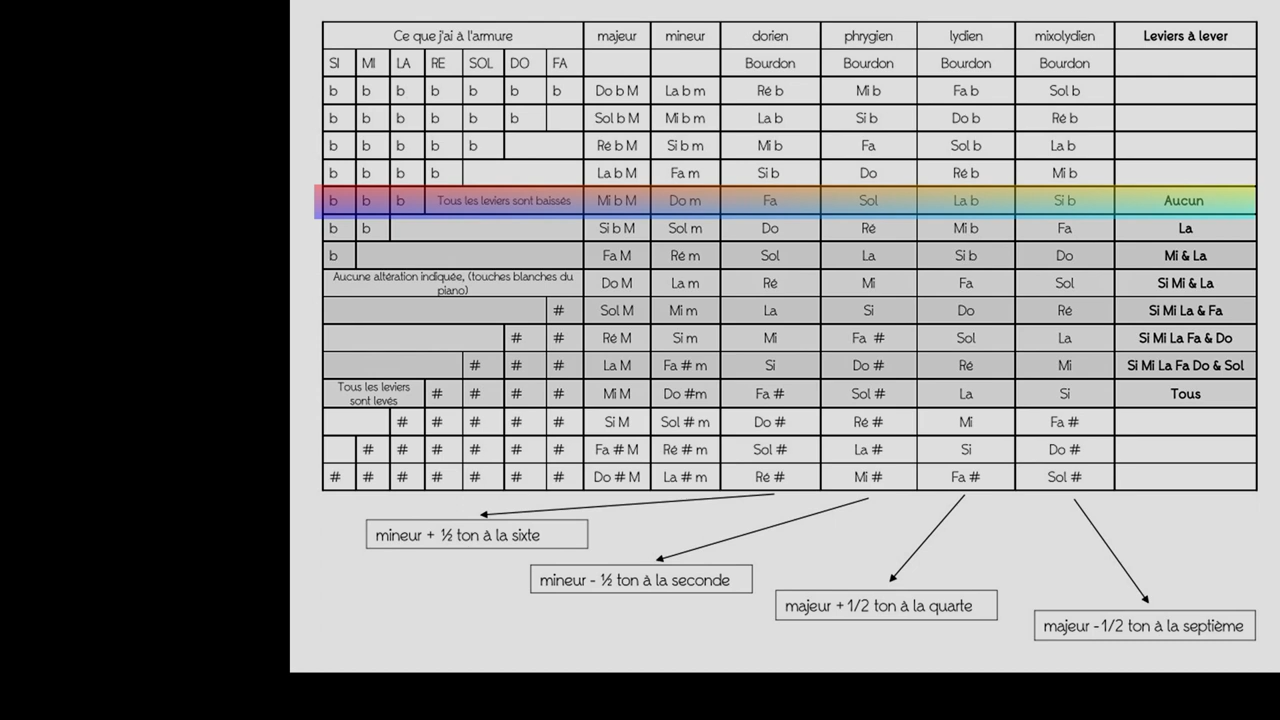 Ce que j'ai à l'armure majeur mineur dorien phrygien lydien mixolydien Leviers à lever
SI MI LA RE SOL DO FA Bourdon Bourdon Bourdon Bourdon
b b b b b b b Do b M La b m Ré b Mi b Fa b Sol b
b b b b b b Sol b M Mi b m La b Si b Do b Ré b
b b b b b Ré b M Si b m Mi b Fa Sol b La b
b b b b La b M Fa m Si b Do Ré b Mi b
b b b Tous les leviers sont baissés Mi b M Do m Fa Sol La b Si b Aucun
b b Si b M Sol m Do Ré Mi b Fa La
b Fa M Ré m Sol La Si b Do Mi & La
Aucune altération indiquée, (touches blanches du
piano) Do M La m Ré Mi Fa Sol Si Mi & La
# Sol M Mi m La Si Do Ré Si Mi La & Fa
# # Ré M Si m Mi Fa # Sol La Si Mi La Fa & Do
# # # La M Fa # m Si Do # Ré Mi Si Mi La Fa Do & Sol
Tous les leviers
sont levés # # # # Mi M Do #m Fa # Sol # La Si Tous
# # # # # Si M Sol # m Do # Ré # Mi Fa #
# # # # # # Fa # M Ré # m Sol # La # Si Do #
# # # # # # # Do # M La # m Ré # Mi # Fa # Sol #
mineur + ½ ton à la sixte
mineur - ½ ton à la seconde
majeur + 1/2 ton à la quarte
majeur - 1/2 ton à la septième